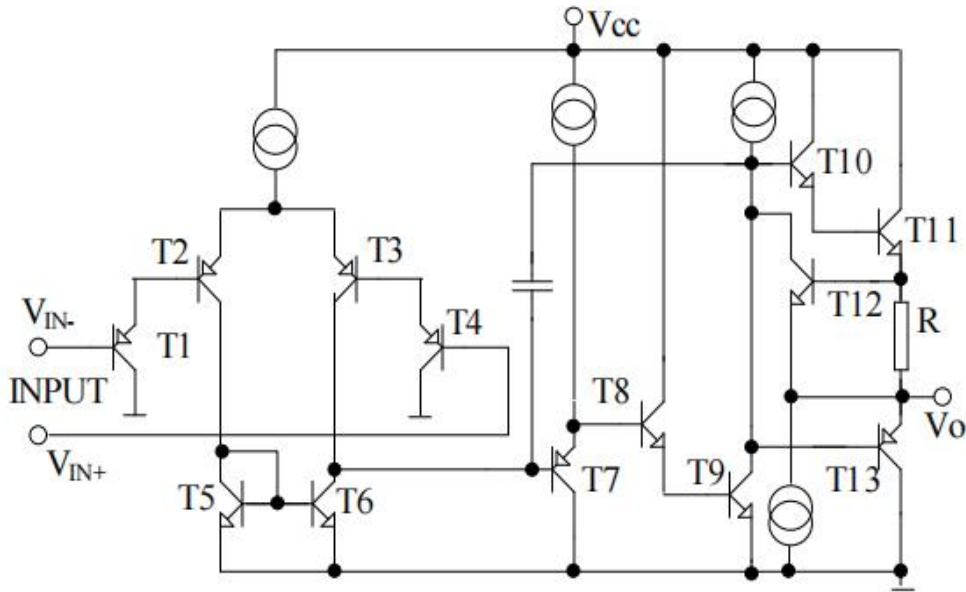 Vcc
T10
T11
T2
T3
T12
R
VIN-
T1
T4
INPUT
T8
Vo
VIN+
T5
T6
T7
T9
T13